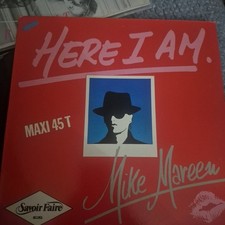 HERE I AM.
MAXI 45 T
Mike Mareen
Savoir Faire